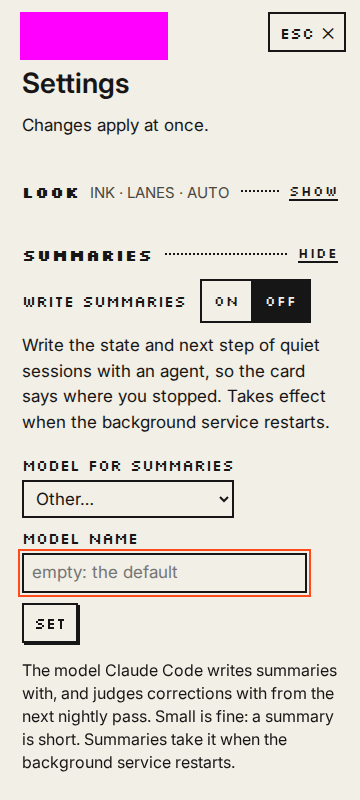 ESC ×
Settings
Changes apply at once.
LOOK INK · LANES · AUTO SHOW
SUMMARIES HIDE
WRITE SUMMARIES ON OFF
Write the state and next step of quiet
sessions with an agent, so the card
says where you stopped. Takes effect
when the background service restarts.
MODEL FOR SUMMARIES
Other...
MODEL NAME
empty: the default
SET
The model Claude Code writes summaries
with, and judges corrections with from the
next nightly pass. Small is fine: a summary
is short. Summaries take it when the
background service restarts.